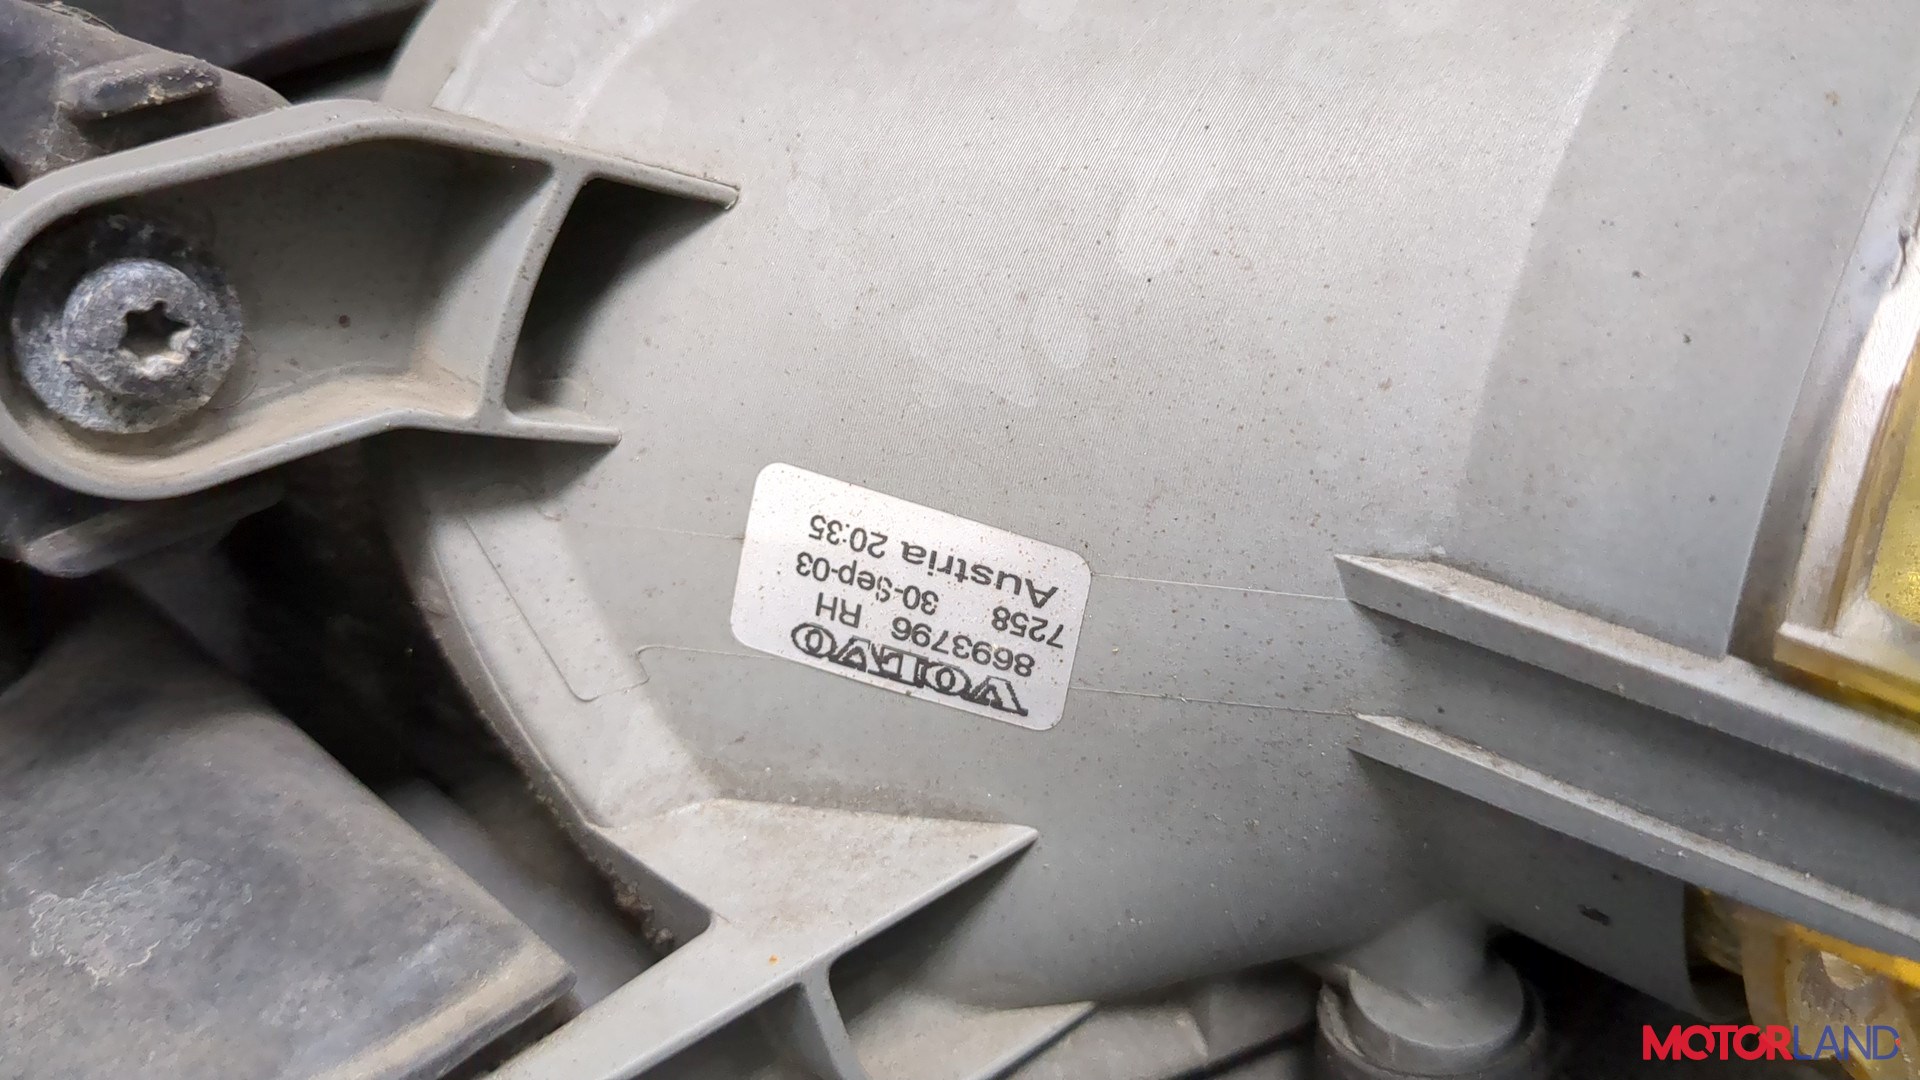 VOLVO
8693796 RH
7258 30-Sep-03
Austria 20:35
MOTORLAND